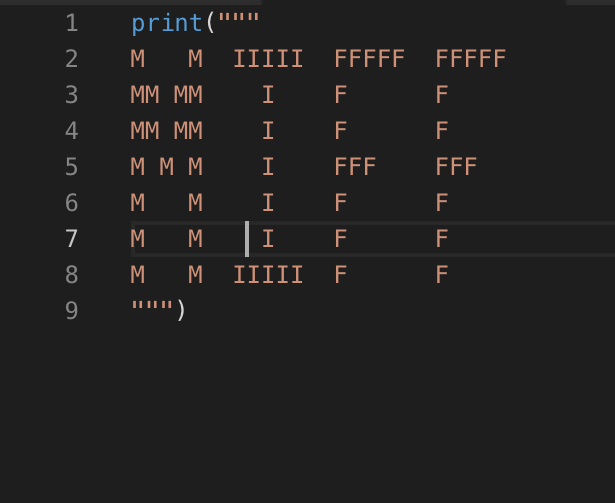 1 print("""
2 M   M  IIIII  FFFFF  FFFFF
3 MM MM    I    F      F
4 MM MM    I    F      F
5 M M M    I    FFF    FFF
6 M   M    I    F      F
7 M   M    I    F      F
8 M   M  IIIII  F      F
9 """)